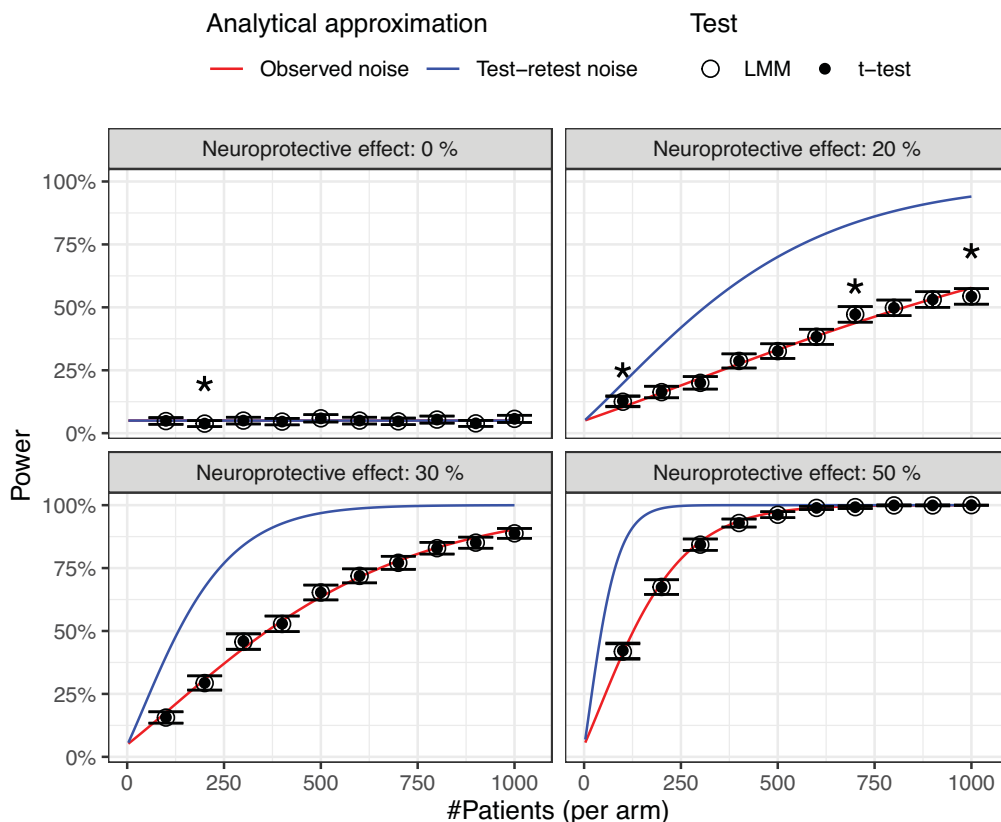 Analytical approximation Test
Observed noise Test−retest noise LMM t−test
Neuroprotective effect: 0 % Neuroprotective effect: 20 %
100%
75%
50%
25%
0%
* * * *
Neuroprotective effect: 30 % Neuroprotective effect: 50 %
100%
75%
50%
25%
0%
Power
0 250 500 750 1000 0 250 500 750 1000
#Patients (per arm)